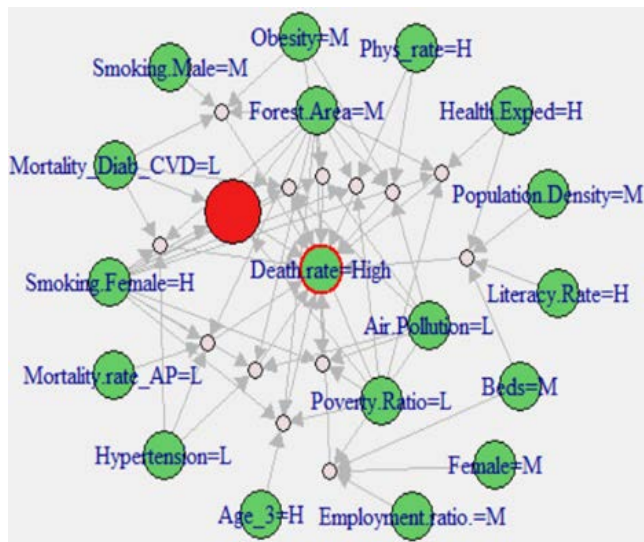 Obesity=M
Phys_rate=H
Smoking.Male=M
Forest.Area=M
Health.Exped=H
Mortality_Diab_CVD=L
Population.Density=M
Death.rate=High
Smoking.Female=H
Literacy.Rate=H
Air.Pollution=L
Mortality.rate_AP=L
Poverty.Ratio=L
Beds=M
Hypertension=L
Female=M
Age_3=H
Employment.ratio.=M